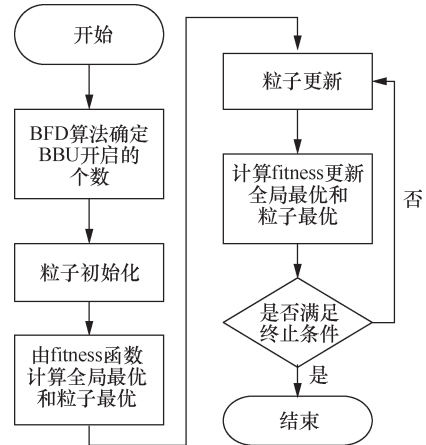 开始
BFD算法确定
BBU开启的
个数
粒子初始化
由fitness函数
计算全局最优
和粒子最优
粒子更新
计算fitness更新
全局最优和
粒子最优
是否满足
终止条件
否
是
结束